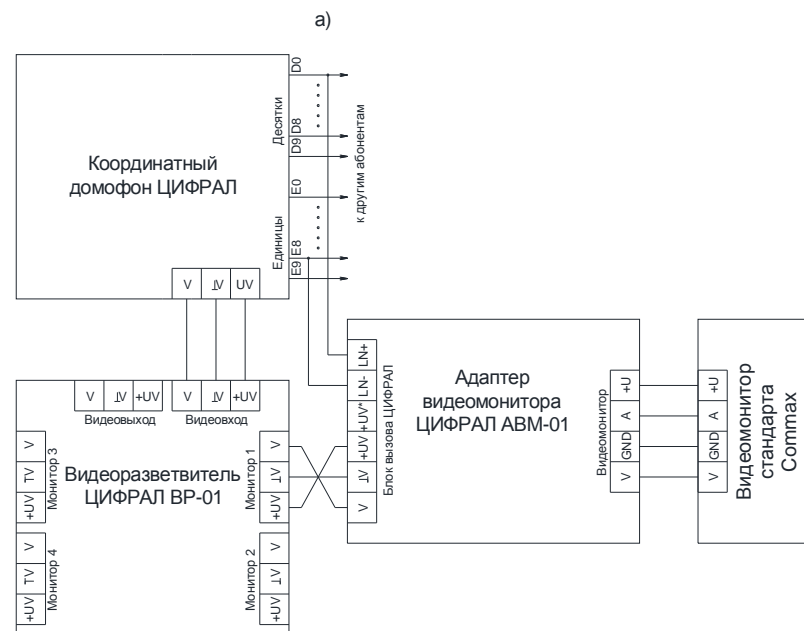 а)
Координатный
домофон ЦИФРАЛ
Десятки
Единицы
D0
D8
D9
E0
E8
E9
к другим абонентам
V
⊥V
UV
V
⊥V
+UV
Видеовыход
V
⊥V
+UV
Видеовход
Видеоразветвитель
ЦИФРАЛ ВР-01
V
TV
+UV
Монитор 3
V
TV
+UV
Монитор 4
V
⊥V
+UV
Монитор 1
V
⊥V
+UV
Монитор 2
LN+
LN-
+UV*
+UV
⊥V
V
Блок вызова ЦИФРАЛ
Адаптер
видеомонитора
ЦИФРАЛ АВМ-01
Видеомонитор
+U
A
GND
V
+U
A
GND
V
Видеомонитор
стандарта
Commax